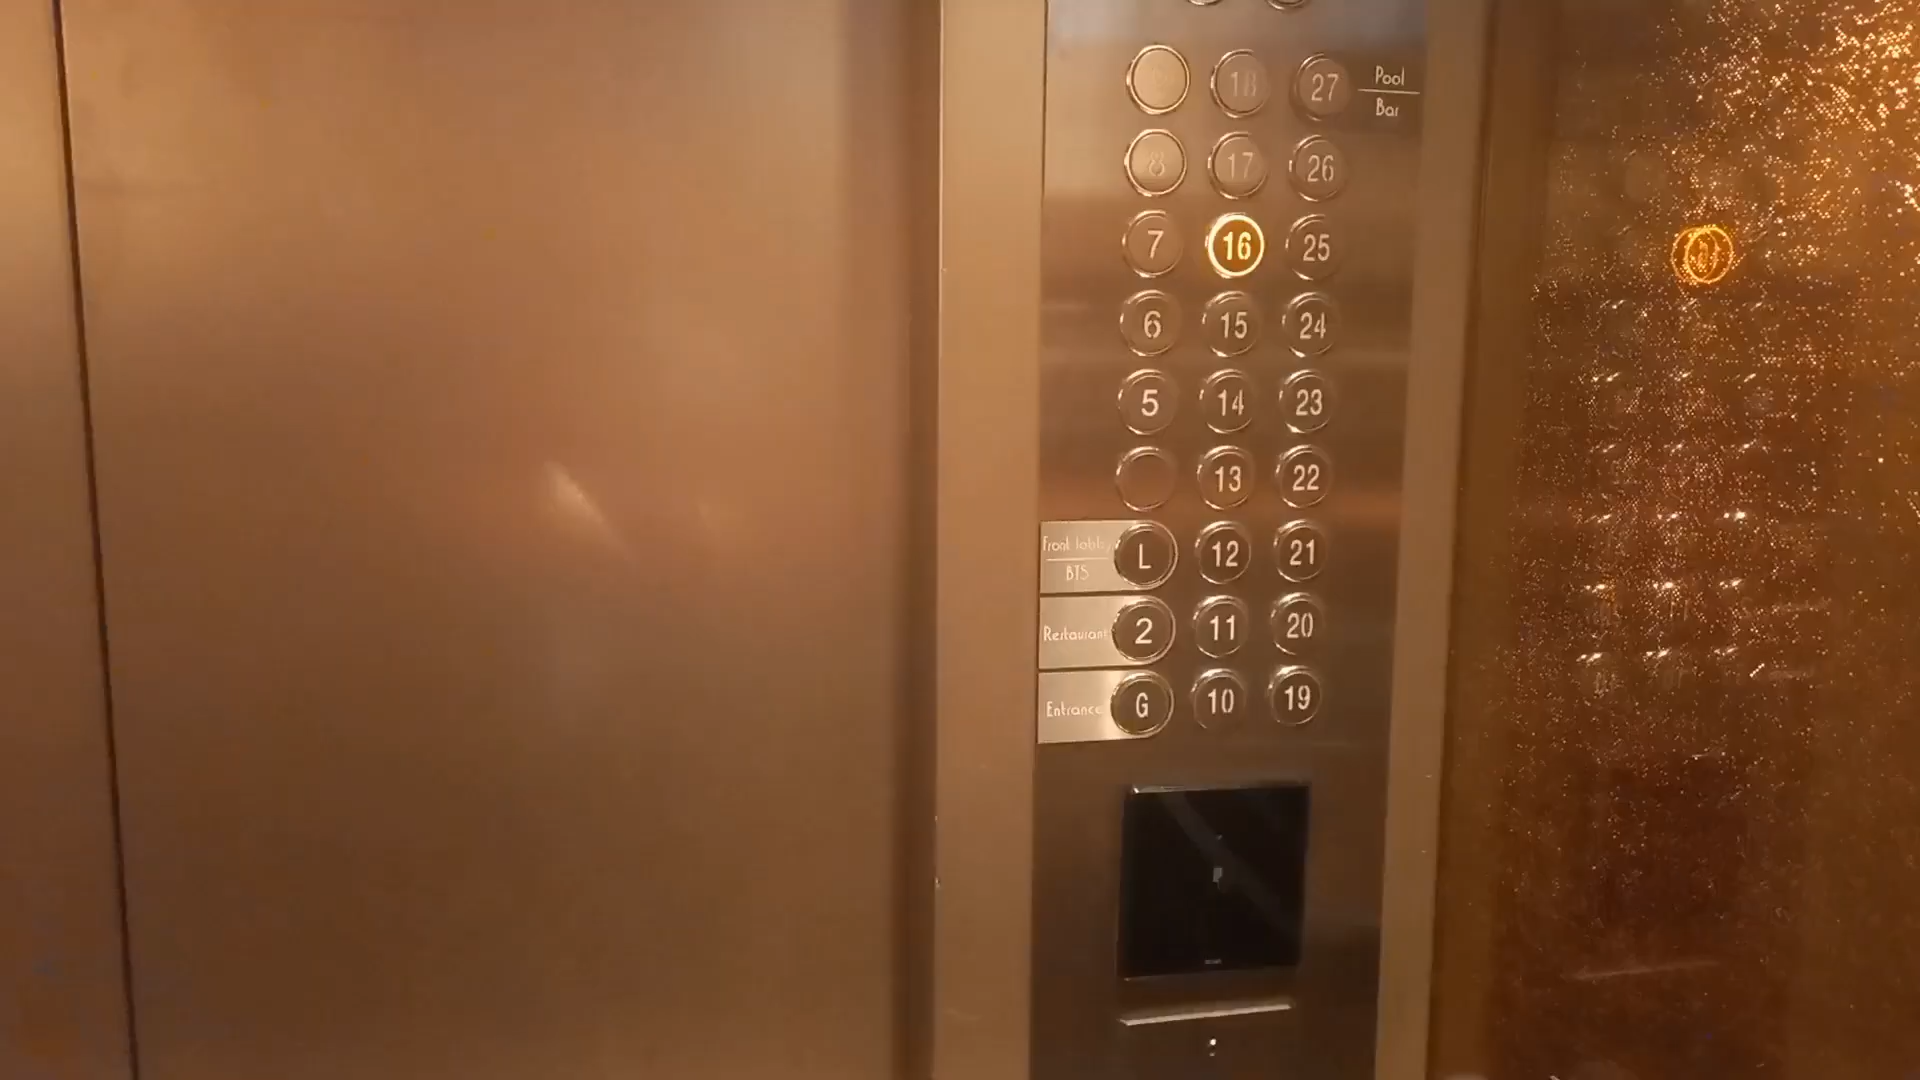 18 27 Pool
Bar
8 17 26
7 16 25
6 15 24
5 14 23
13 22
Front lobby
BTS
L 12 21
Restaurant 2 11 20
Entrance G 10 19